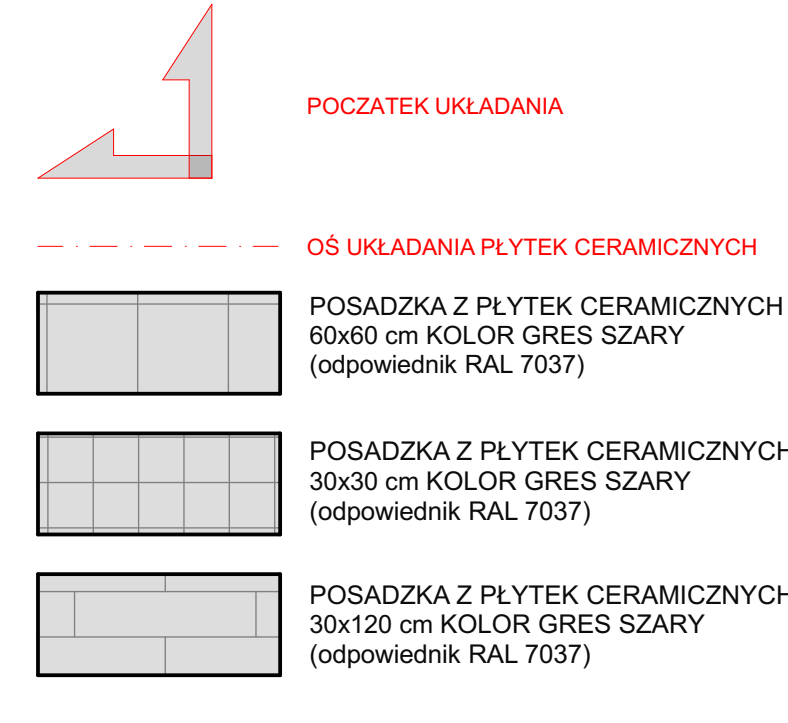 POCZATEK UKŁADANIA
OŚ UKŁADANIA PŁYTEK CERAMICZNYCH
POSADZKA Z PŁYTEK CERAMICZNYCH
60x60 cm KOLOR GRES SZARY
(odpowiednik RAL 7037)
POSADZKA Z PŁYTEK CERAMICZNYCH
30x30 cm KOLOR GRES SZARY
(odpowiednik RAL 7037)
POSADZKA Z PŁYTEK CERAMICZNYCH
30x120 cm KOLOR GRES SZARY
(odpowiednik RAL 7037)